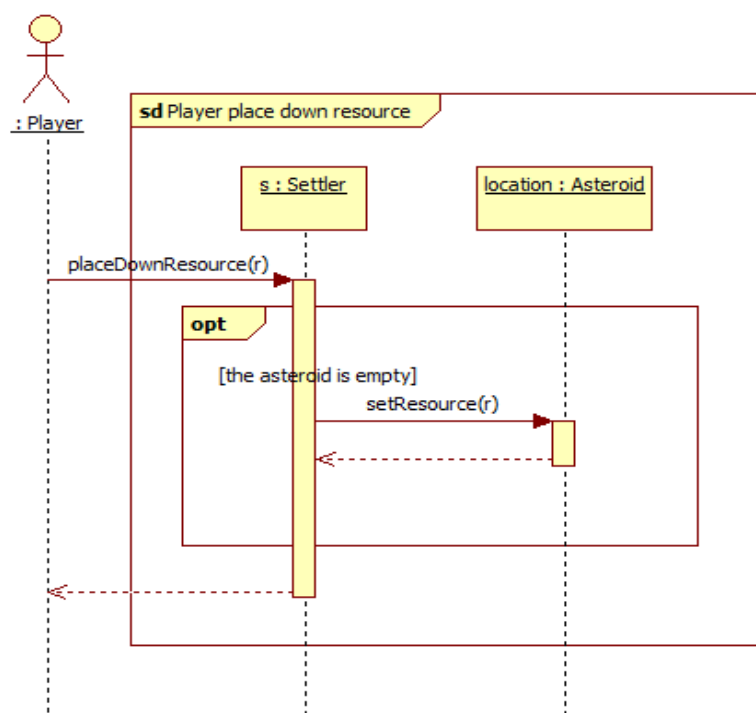 : Player
sd Player place down resource
s : Settler
location : Asteroid
placeDownResource(r)
opt
[the asteroid is empty]
setResource(r)